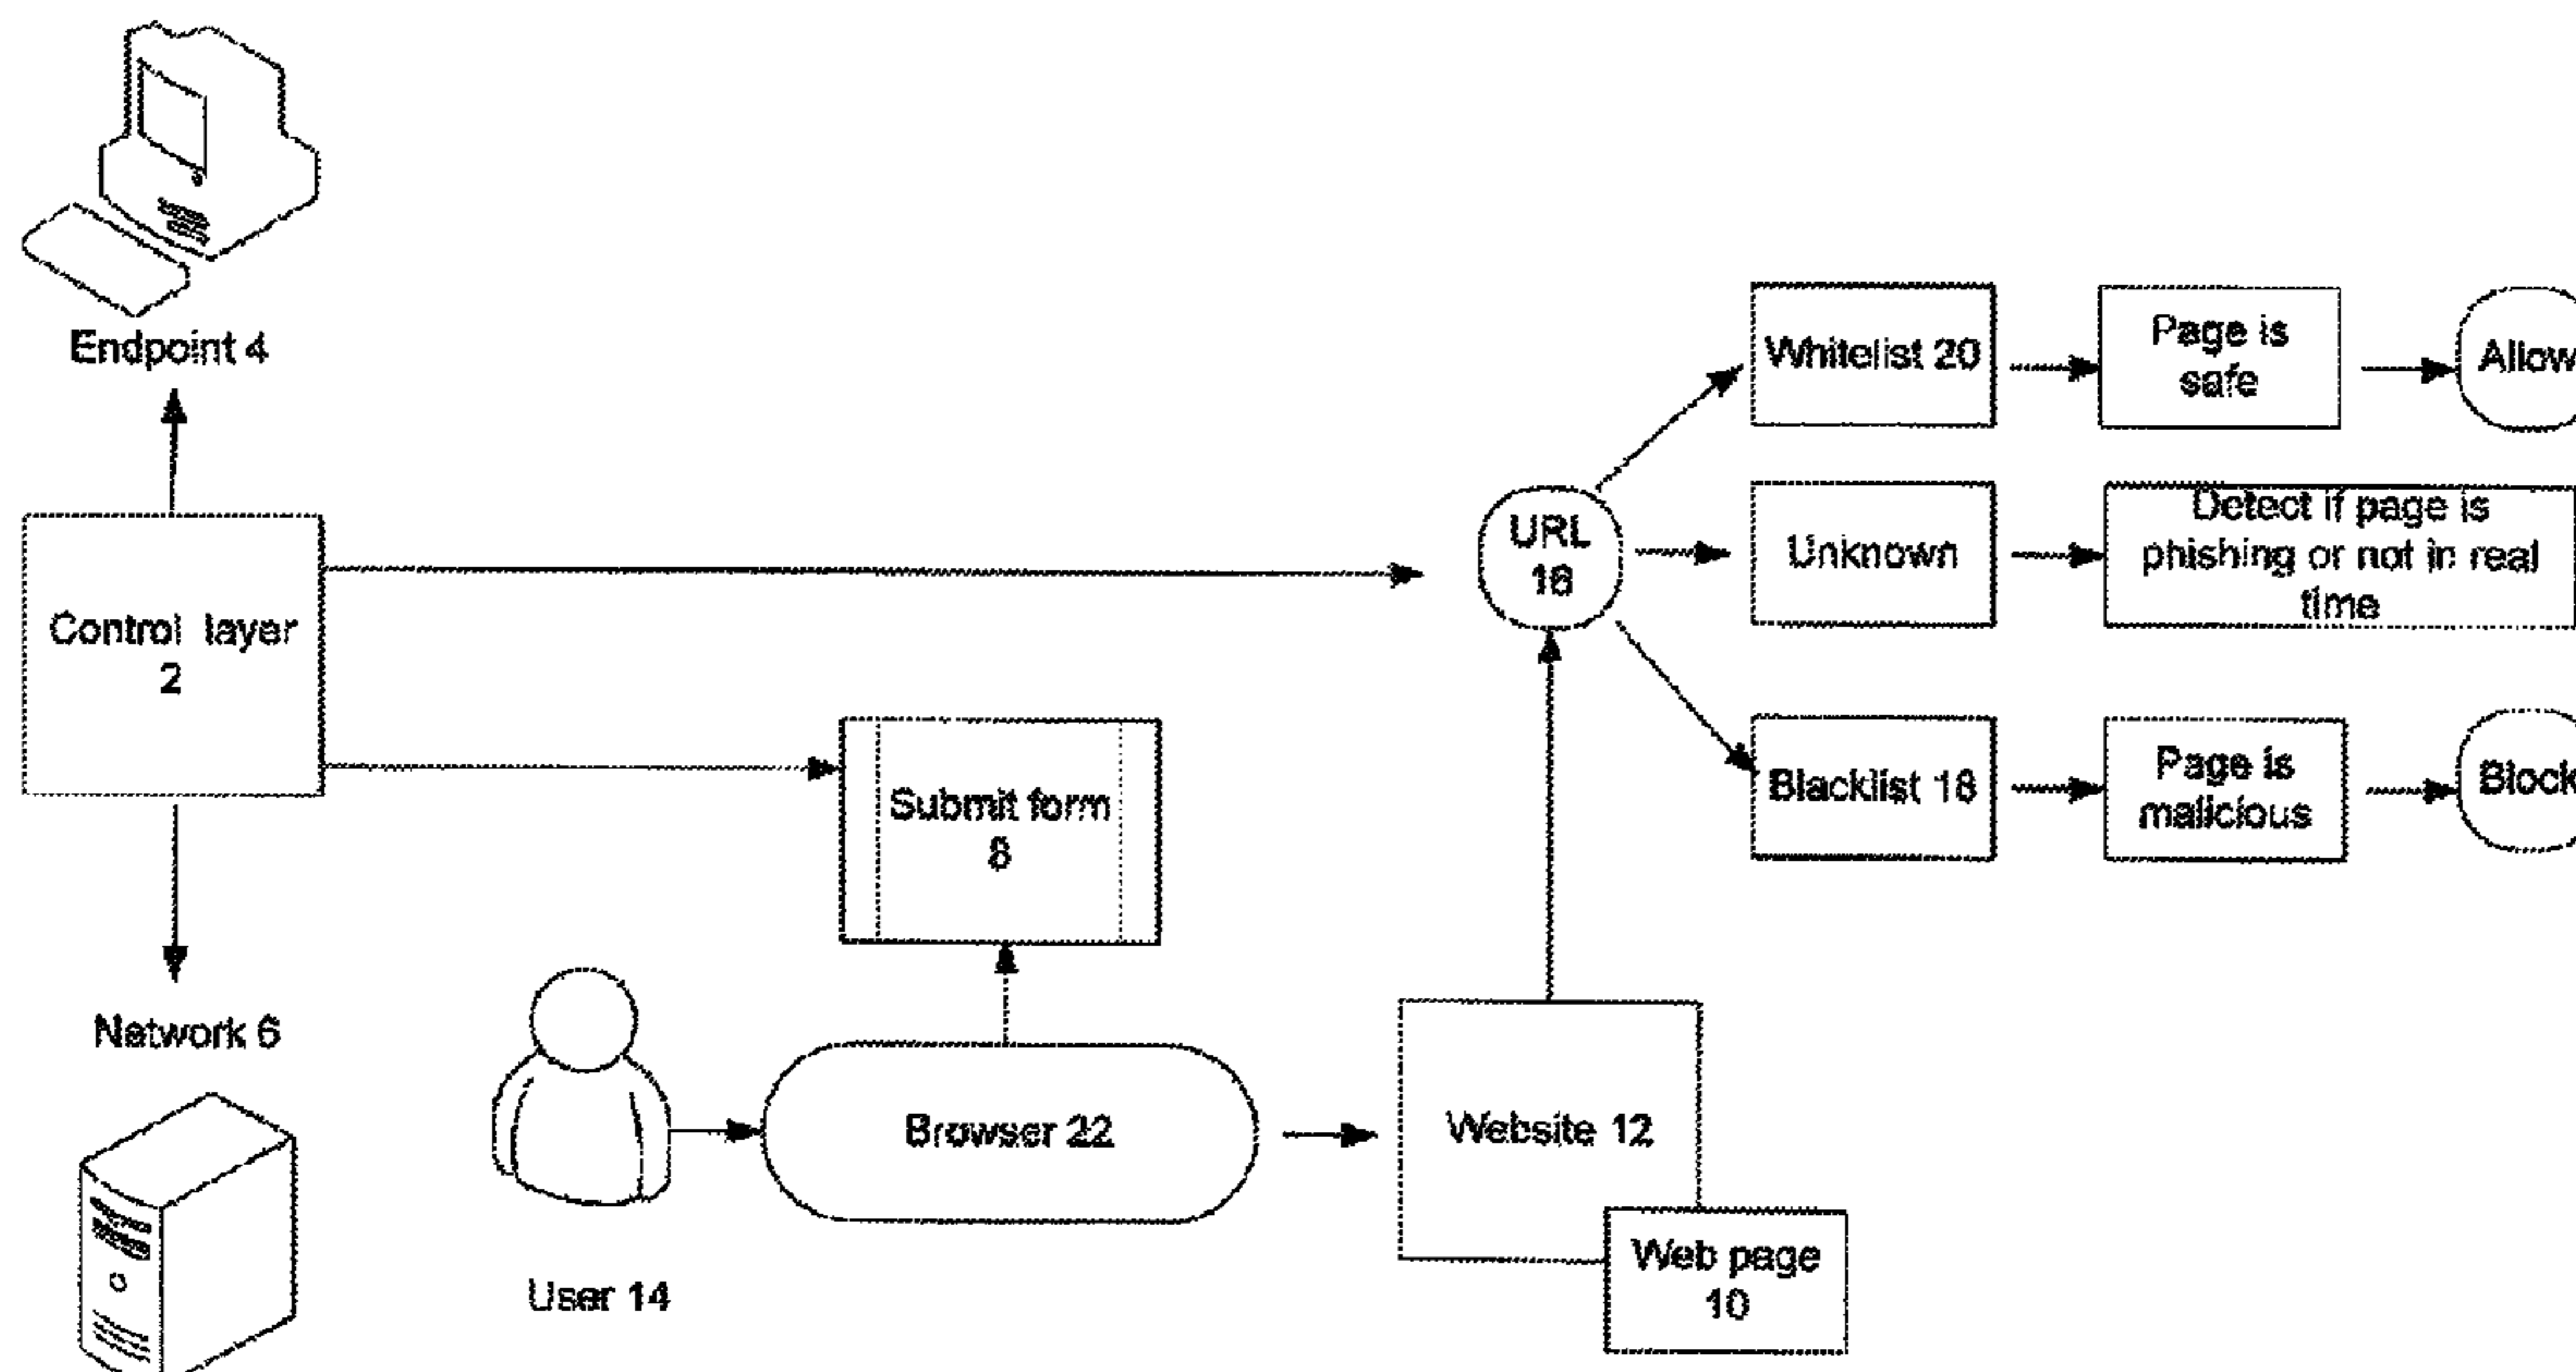 Endpoint 4
Control layer
2
Network 6
Submit form
8
User 14
Browser 22
Website 12
Web page
10
URL
16
Whitelist 20
Page is
safe
Allow
Unknown
Detect if page is
phishing or not in real
time
Blacklist 18
Page is
malicious
Block